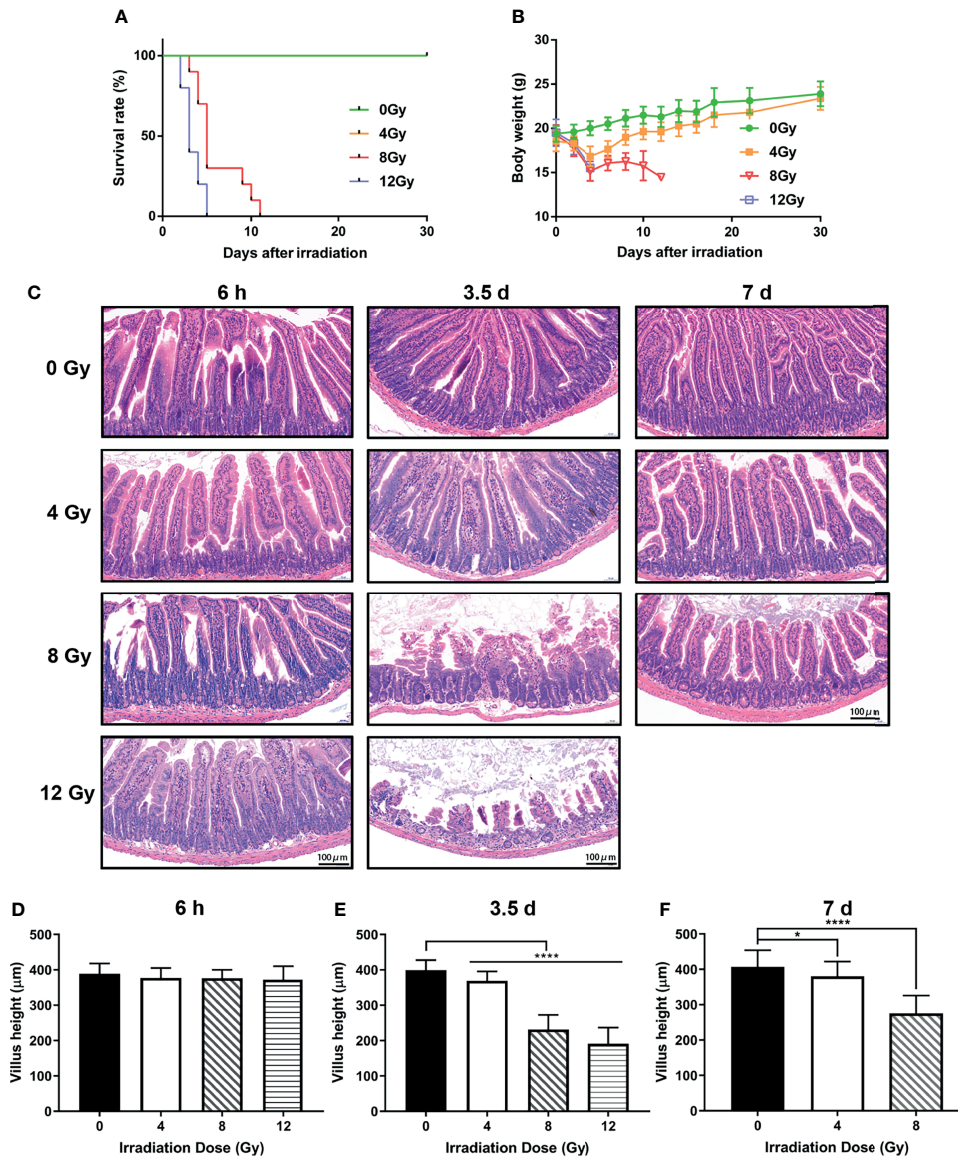 A
Survival rate (%)
100
50
0
0
10
20
30
Days after irradiation
0Gy
4Gy
8Gy
12Gy
B
Body weight (g)
30
25
20
15
10
0
10
20
30
Days after irradiation
0Gy
4Gy
8Gy
12Gy
C
6 h
3.5 d
7 d
0 Gy
4 Gy
8 Gy
100 μm
12 Gy
100 μm
100 μm
D
6 h
Villus height (μm)
500
400
300
200
100
0
0
4
8
12
Irradiation Dose (Gy)
E
3.5 d
****
Villus height (μm)
500
400
300
200
100
0
0
4
8
12
Irradiation Dose (Gy)
F
7 d
****
*
Villus height (μm)
500
400
300
200
100
0
0
4
8
Irradiation Dose (Gy)